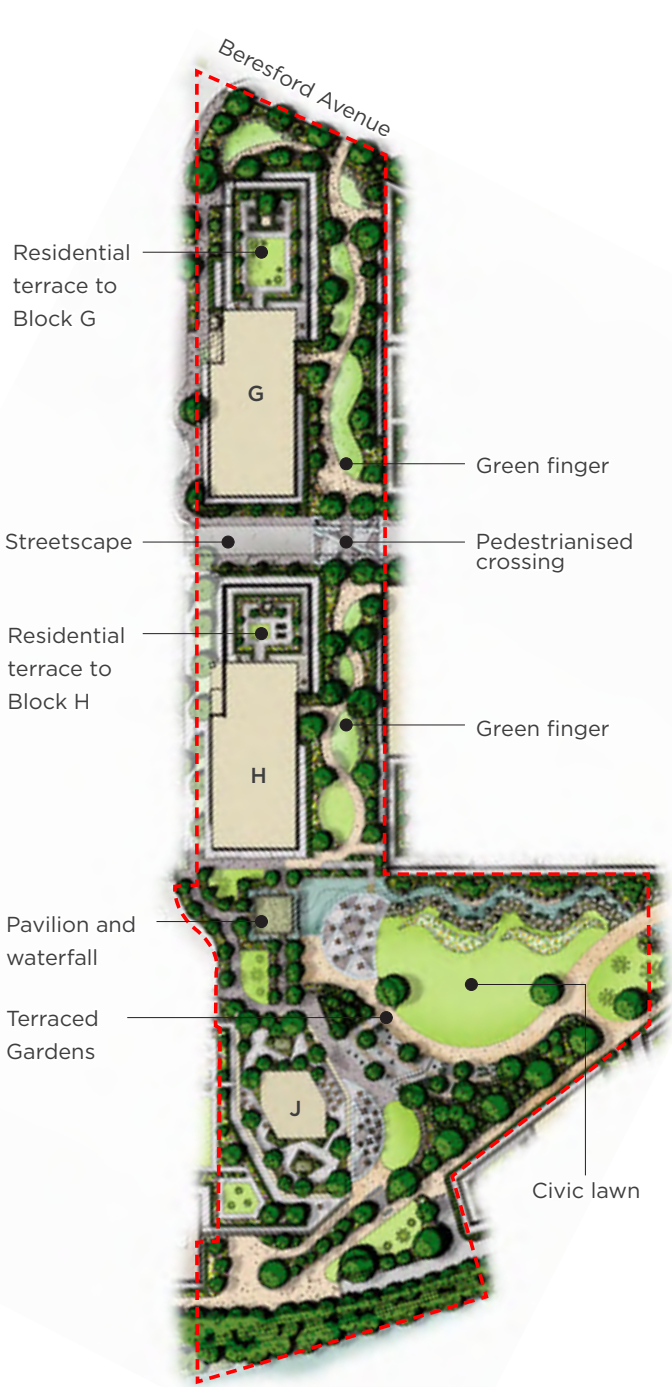 Beresford Avenue
Residential
terrace to
Block G
G
Green finger
Streetscape
Pedestrianised
crossing
Residential
terrace to
Block H
Green finger
H
Pavilion and
waterfall
Terraced
Gardens
J
Civic lawn